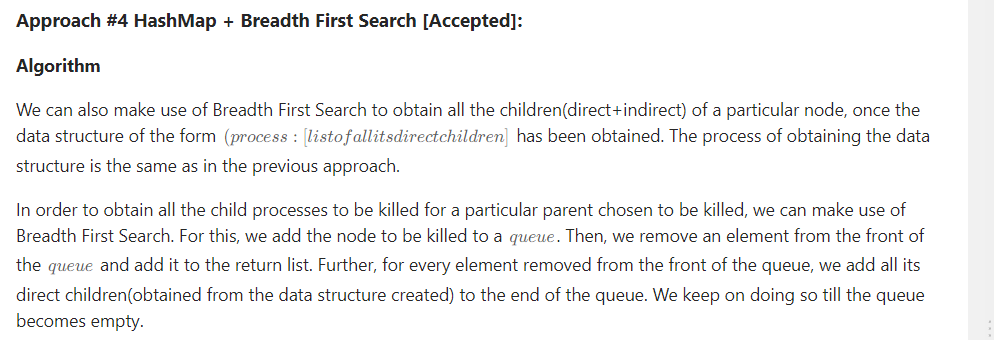 Approach #4 HashMap + Breadth First Search [Accepted]:
Algorithm
We can also make use of Breadth First Search to obtain all the children(direct+indirect) of a particular node, once the
data structure of the form (process : [listofallitsdirectchildren] has been obtained. The process of obtaining the data
structure is the same as in the previous approach.
In order to obtain all the child processes to be killed for a particular parent chosen to be killed, we can make use of
Breadth First Search. For this, we add the node to be killed to a queue. Then, we remove an element from the front of
the queue and add it to the return list. Further, for every element removed from the front of the queue, we add all its
direct children(obtained from the data structure created) to the end of the queue. We keep on doing so till the queue
becomes empty.